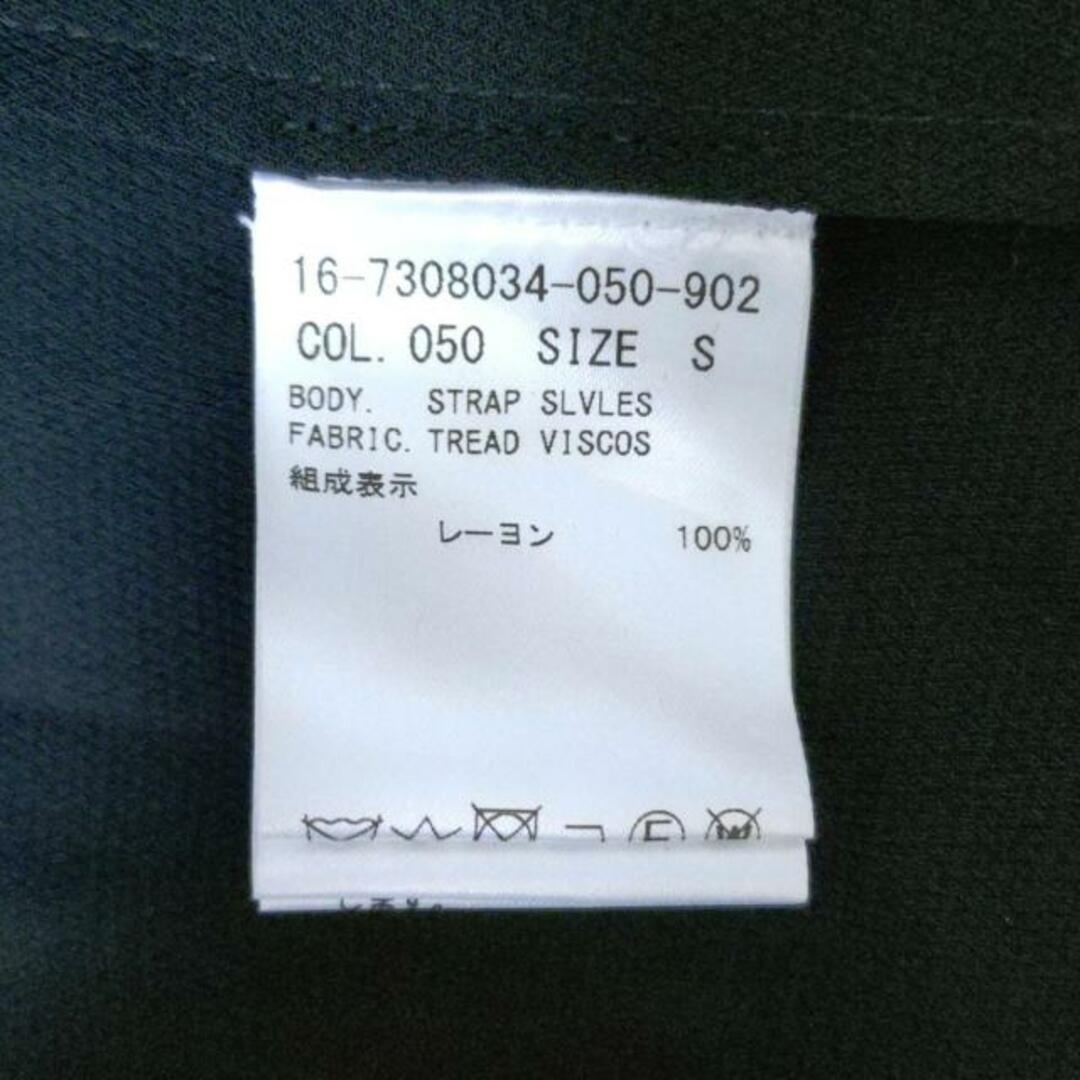 16-7308034-050-902
COL. 050 SIZE S
BODY. STRAP SLVLES
FABRIC. TREAD VISCOS
組成表示
レーヨン 100%
F
W